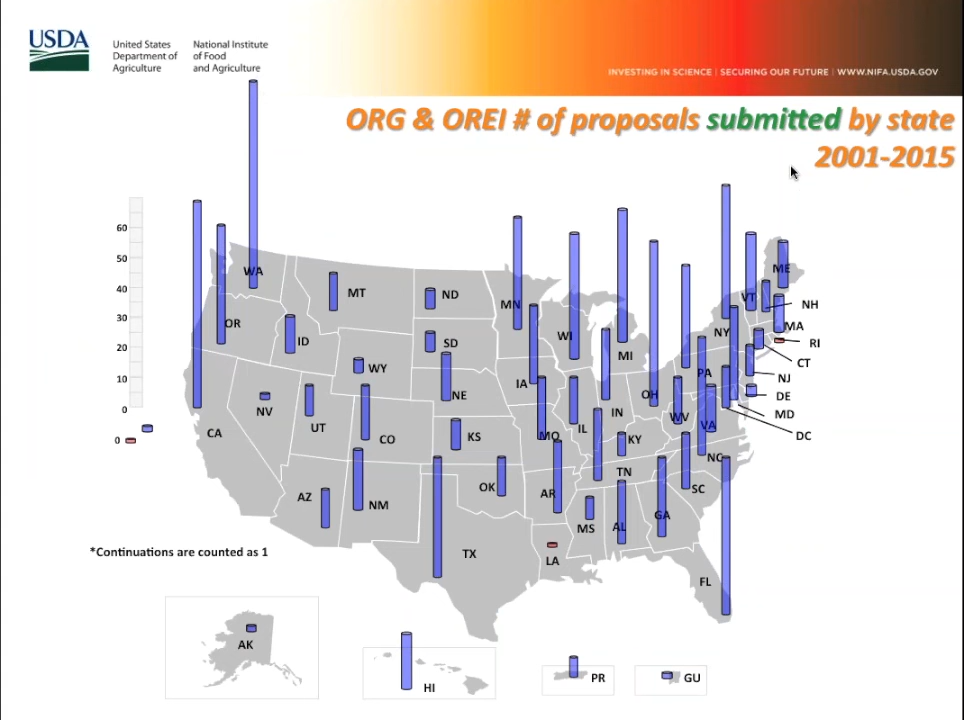 USDA
United States
Department of
Agriculture
National Institute
of Food
and Agriculture
INVESTING IN SCIENCE | SECURING OUR FUTURE | WWW.NIFA.USDA.GOV
ORG & OREI # of proposals submitted by state
2001-2015
60
50
40
30
20
10
0
0
WA
OR
CA
NV
ID
MT
WY
UT
CO
AZ
NM
ND
SD
NE
KS
OK
TX
MN
IA
MO
AR
LA
WI
IL
MI
IN
OH
KY
TN
MS
AL
GA
FL
SC
NC
VA
WV
PA
NY
VT
ME
NH
MA
RI
CT
NJ
DE
MD
DC
*Continuations are counted as 1
AK
HI
PR
GU